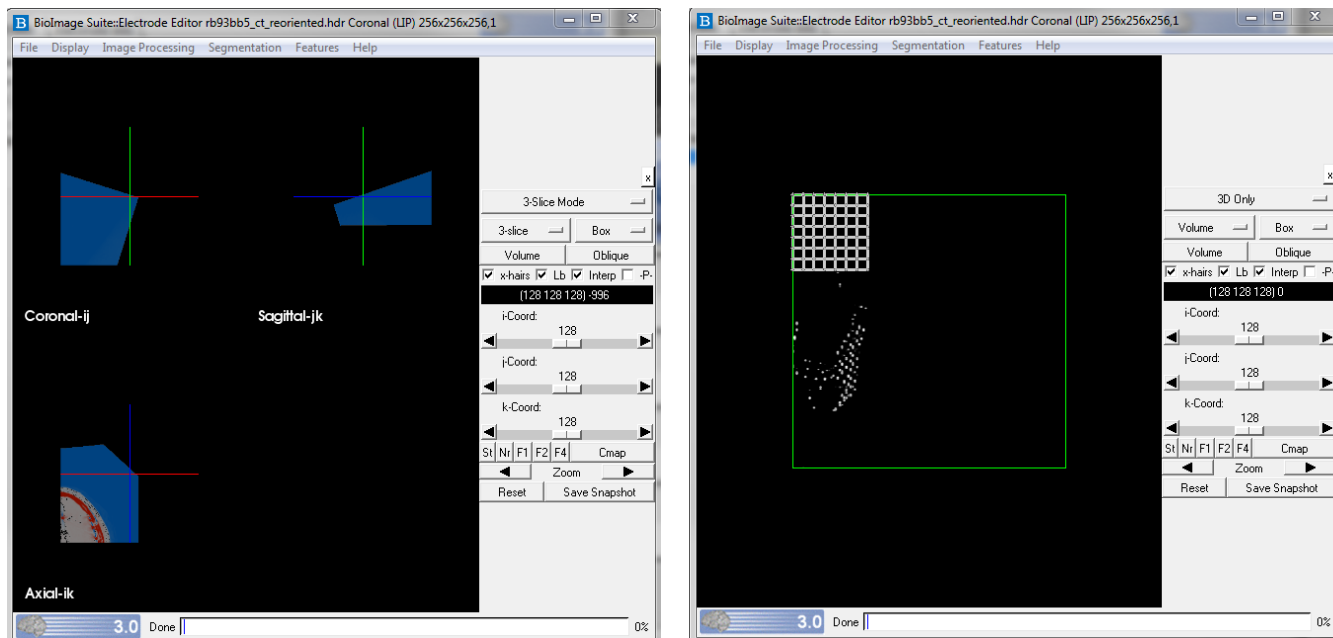 BioImage Suite::Electrode Editor rb93bb5_ct_reoriented.hdr Coronal (LIP) 256x256x256,1
File Display Image Processing Segmentation Features Help
x
3-Slice Mode
3-slice Box
Volume Oblique
x-hairs Lb Interp -P-
(128 128 128) -996
i-Coord:
128
j-Coord:
128
k-Coord:
128
St Nr F1 F2 F4 Cmap
Zoom
Reset Save Snapshot
Coronal-ij Sagittal-jk
Axial-ik
3.0 Done 0%
BioImage Suite::Electrode Editor rb93bb5_ct_reoriented.hdr Coronal (LIP) 256x256x256,1
File Display Image Processing Segmentation Features Help
x
3D Only
Volume Box
Volume Oblique
x-hairs Lb Interp -P-
(128 128 128) 0
i-Coord:
128
j-Coord:
128
k-Coord:
128
St Nr F1 F2 F4 Cmap
Zoom
Reset Save Snapshot
3.0 Done 0%